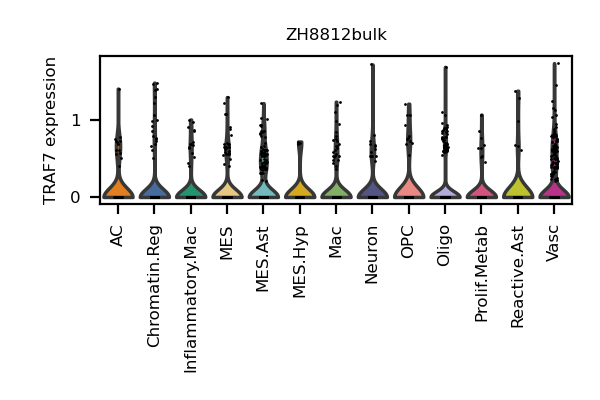 ZH8812bulk
TRAF7 expression
1
0
AC
Chromatin.Reg
Inflammatory.Mac
MES
MES.Ast
MES.Hyp
Mac
Neuron
OPC
Oligo
Prolif.Metab
Reactive.Ast
Vasc